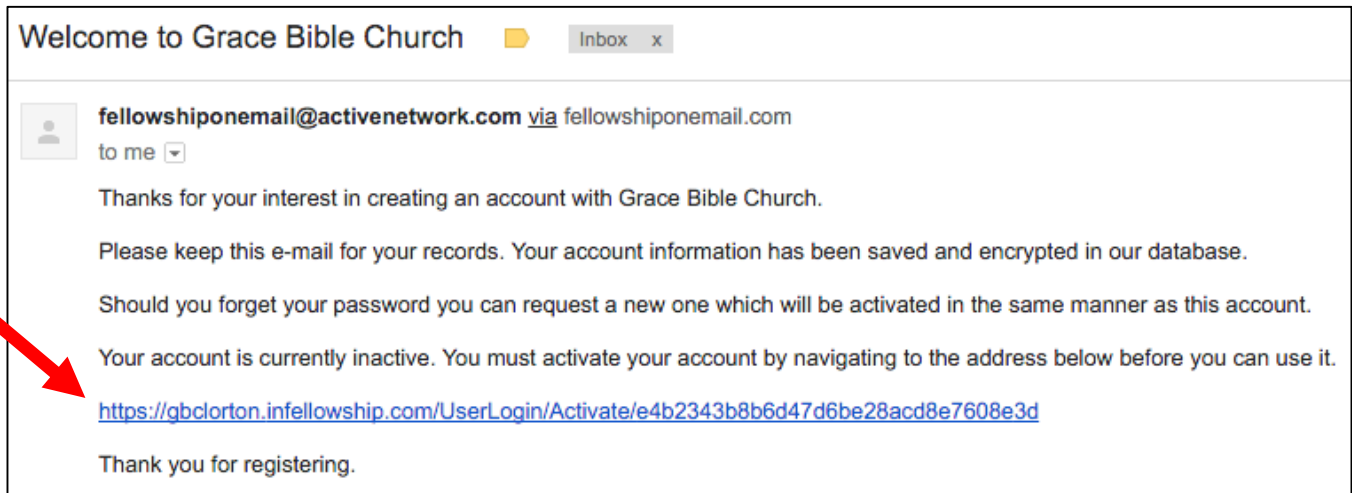 Welcome to Grace Bible Church Inbox x
fellowshiponemail@activenetwork.com via fellowshiponemail.com
to me
Thanks for your interest in creating an account with Grace Bible Church.
Please keep this e-mail for your records. Your account information has been saved and encrypted in our database.
Should you forget your password you can request a new one which will be activated in the same manner as this account.
Your account is currently inactive. You must activate your account by navigating to the address below before you can use it.
https://gbclorton.infellowship.com/UserLogin/Activate/e4b2343b8b6d47d6be28acd8e7608e3d
Thank you for registering.